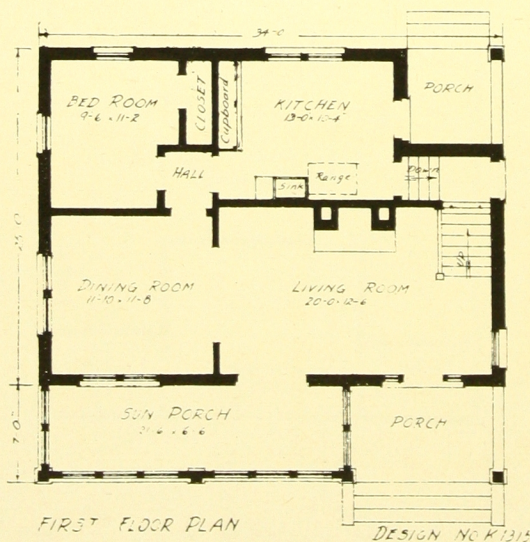 34-0
BED ROOM
9-6 x 11-2
CLOSET
Cupboard
KITCHEN
13-0 x 10-4
PORCH
HALL
Sink
Range
Down
DINING ROOM
11-10 x 11-8
LIVING ROOM
20-0 x 12-6
UP
SUN PORCH
21-6 x 6-6
PORCH
7-0
FIRST FLOOR PLAN
DESIGN NO K1315